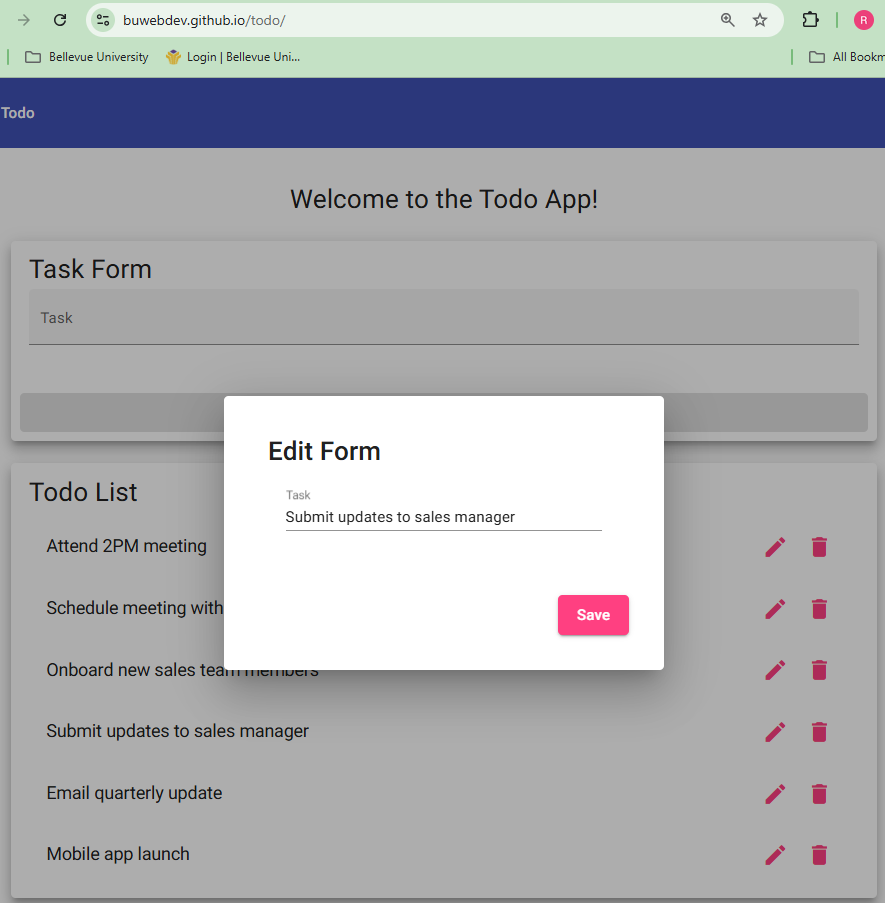 buwebdev.github.io/todo/
R
Bellevue University
Login | Bellevue Uni...
All Bookm
Todo
Welcome to the Todo App!
Task Form
Task
Edit Form
Task
Submit updates to sales manager
Save
Todo List
Attend 2PM meeting
Schedule meeting with
Onboard new sales team members
Submit updates to sales manager
Email quarterly update
Mobile app launch